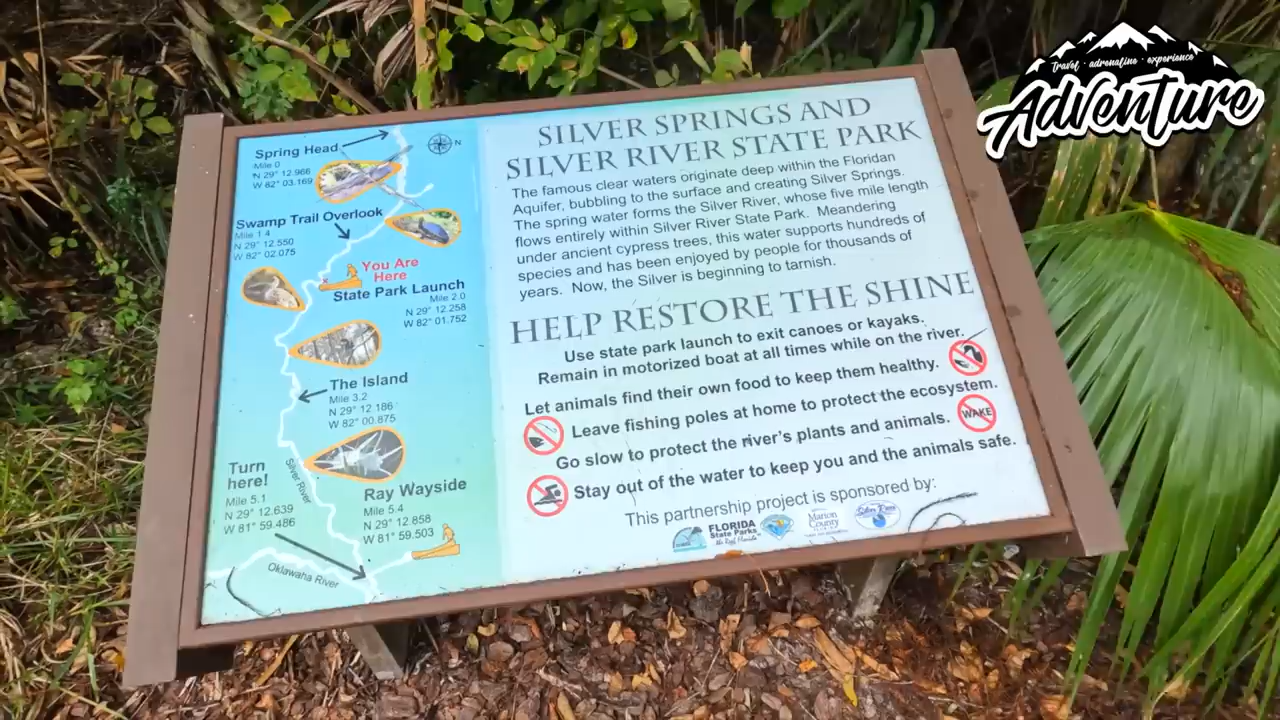 Travel · adrenaline · experience
Adventure
Spring Head
Mile 0
N 29° 12.966
W 82° 03.169
N
Swamp Trail Overlook
Mile 1.4
N 29° 12.550
W 82° 02.075
You Are
Here
State Park Launch
Mile 2.0
N 29° 12.258
W 82° 01.752
The Island
Mile 3.2
N 29° 12.186
W 82° 00.875
Silver River
Turn
here!
Mile 5.1
N 29° 12.639
W 81° 59.486
Ray Wayside
Mile 5.4
N 29° 12.858
W 81° 59.503
Oklawaha River
SILVER SPRINGS AND
SILVER RIVER STATE PARK
The famous clear waters originate deep within the Floridan
Aquifer, bubbling to the surface and creating Silver Springs.
The spring water forms the Silver River, whose five mile length
flows entirely within Silver River State Park. Meandering
under ancient cypress trees, this water supports hundreds of
species and has been enjoyed by people for thousands of
years. Now, the Silver is beginning to tarnish.
HELP RESTORE THE SHINE
Use state park launch to exit canoes or kayaks.
Remain in motorized boat at all times while on the river.
Let animals find their own food to keep them healthy.
Leave fishing poles at home to protect the ecosystem.
Go slow to protect the river's plants and animals.
WAKE
Stay out of the water to keep you and the animals safe.
This partnership project is sponsored by:
FLORIDA
State Parks
the Real Florida
Marion
County
Silver River